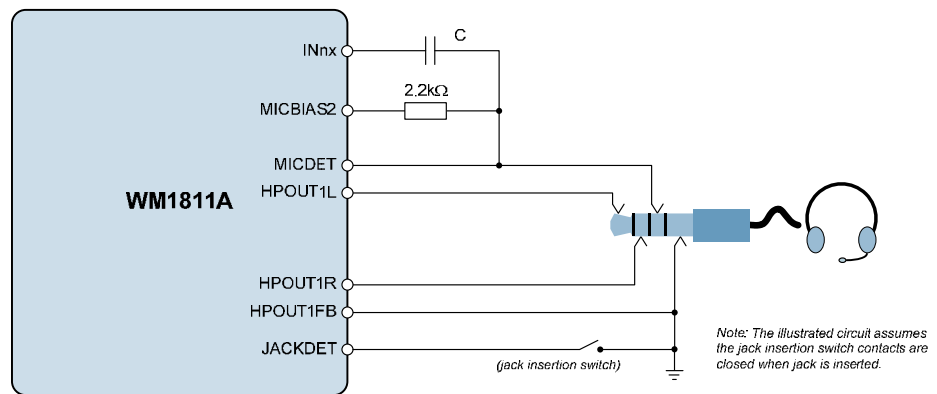 INnx
C
2.2kΩ
MICBIAS2
MICDET
HPOUT1L
WM1811A
HPOUT1R
HPOUT1FB
JACKDET
(jack insertion switch)
Note: The illustrated circuit assumes
the jack insertion switch contacts are
closed when jack is inserted.